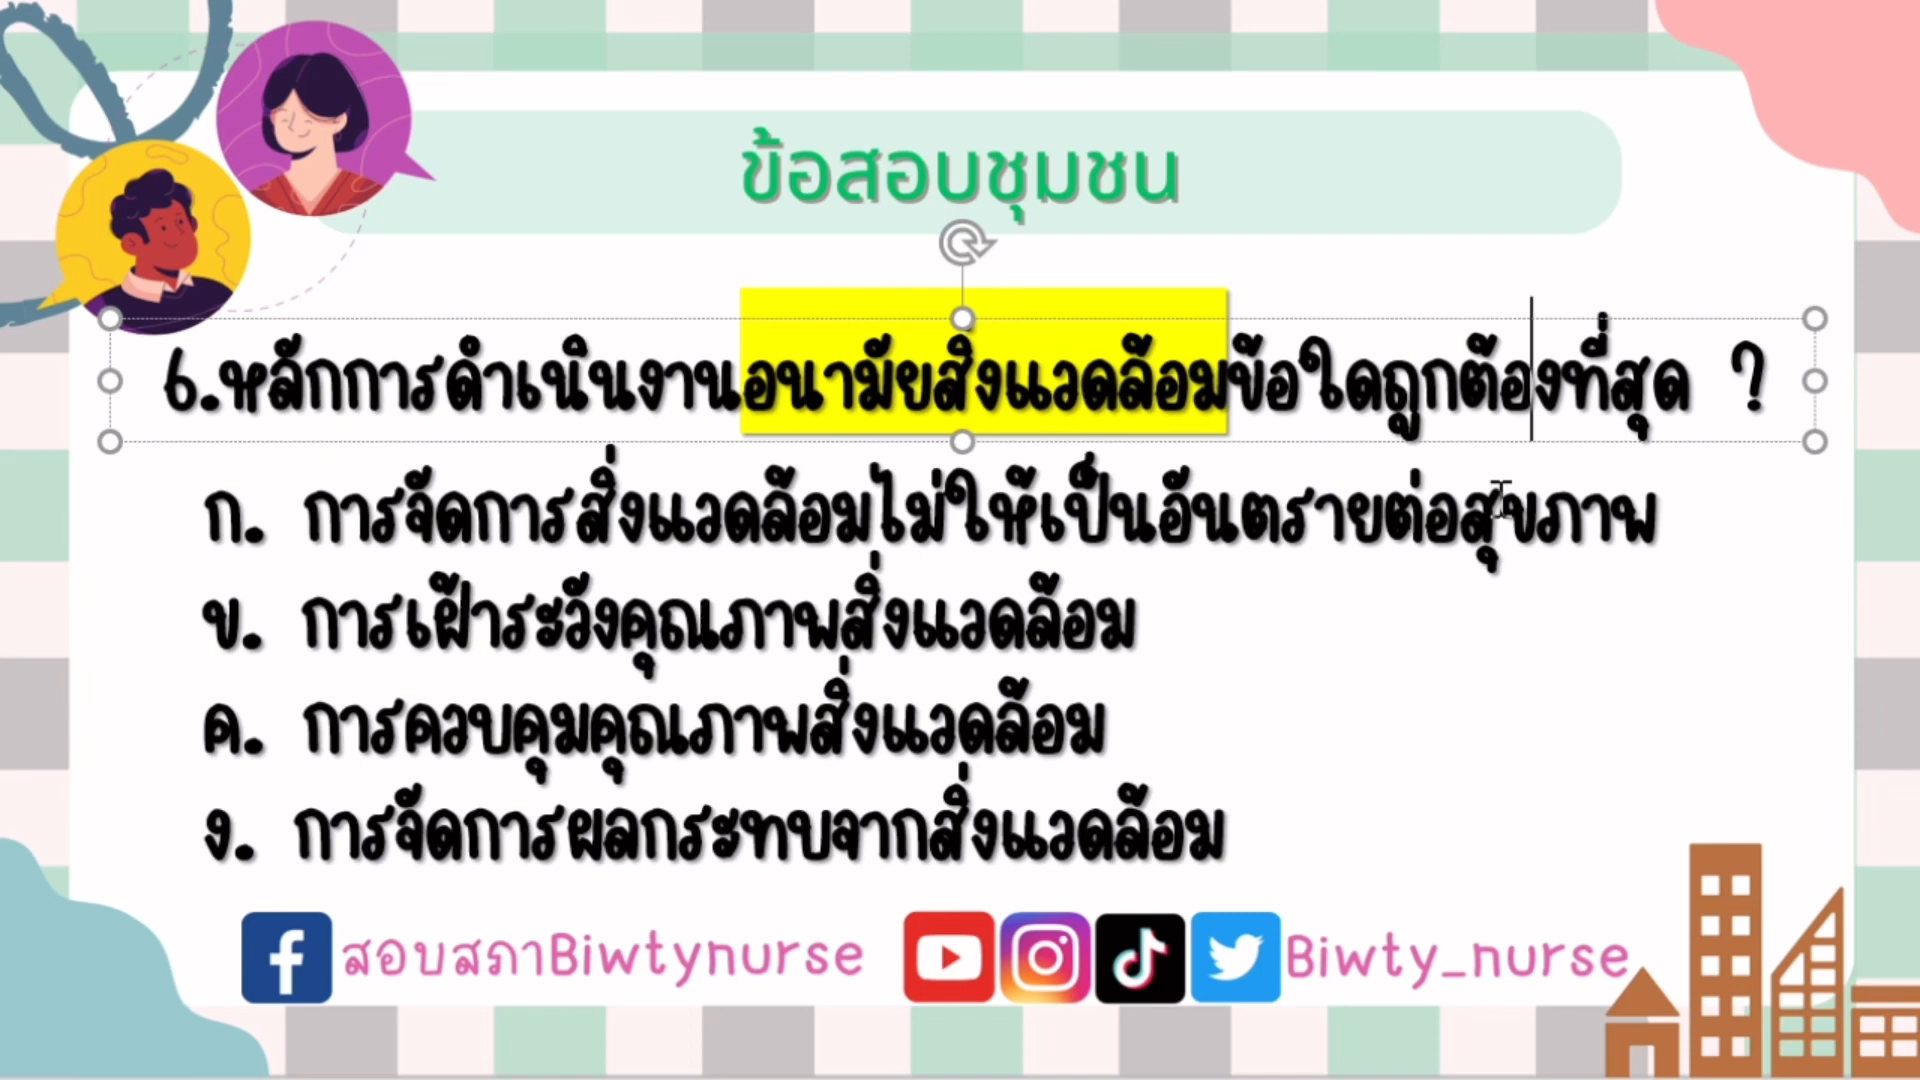 ข้อสอบชุมชน
6.หลักการดำเนินงานอนามัยสิ่งแวดล้อมข้อใดถูกต้องที่สุด ?
ก. การจัดการสิ่งแวดล้อมไม่ให้เป็นอันตรายต่อสุขภาพ
ข. การเฝ้าระวังคุณภาพสิ่งแวดล้อม
ค. การควบคุมคุณภาพสิ่งแวดล้อม
ง. การจัดการผลกระทบจากสิ่งแวดล้อม
สอบสภาBiwtynurse Biwty_nurse